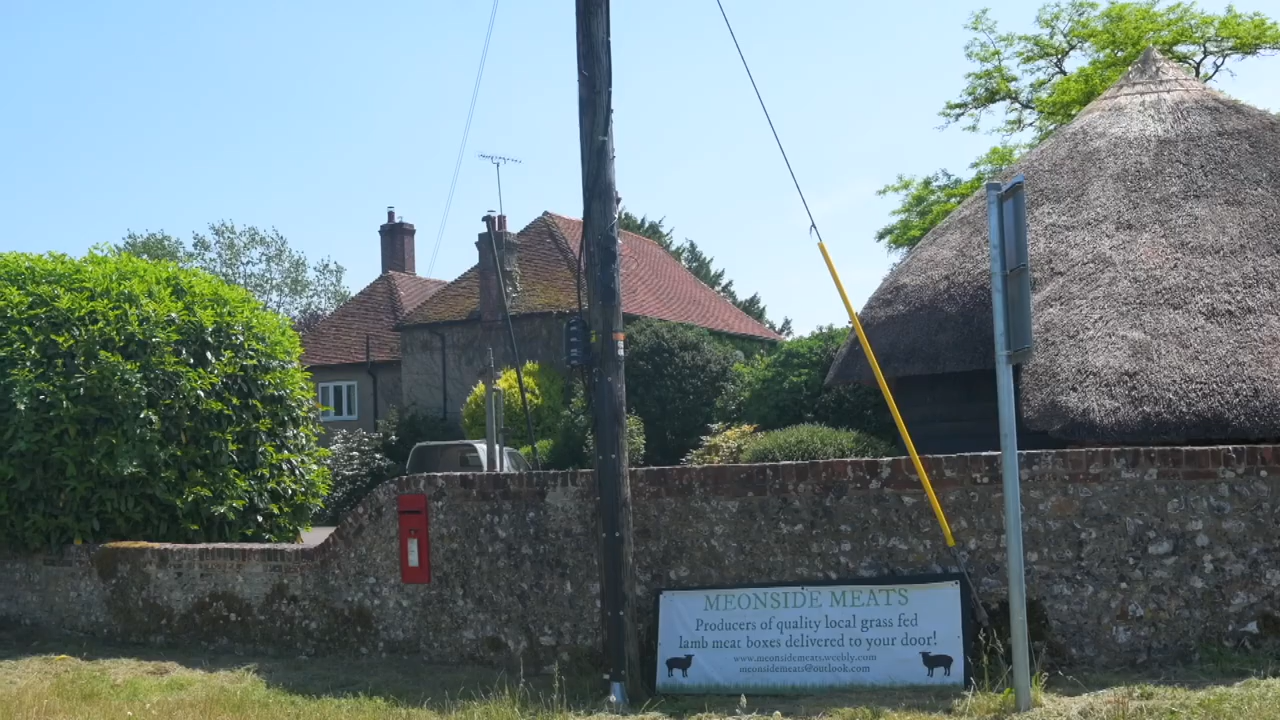 MEONSIDE MEATS
Producers of quality local grass fed
lamb meat boxes delivered to your door!
www.meonsidemeats.weebly.com
meonsidemeats@outlook.com